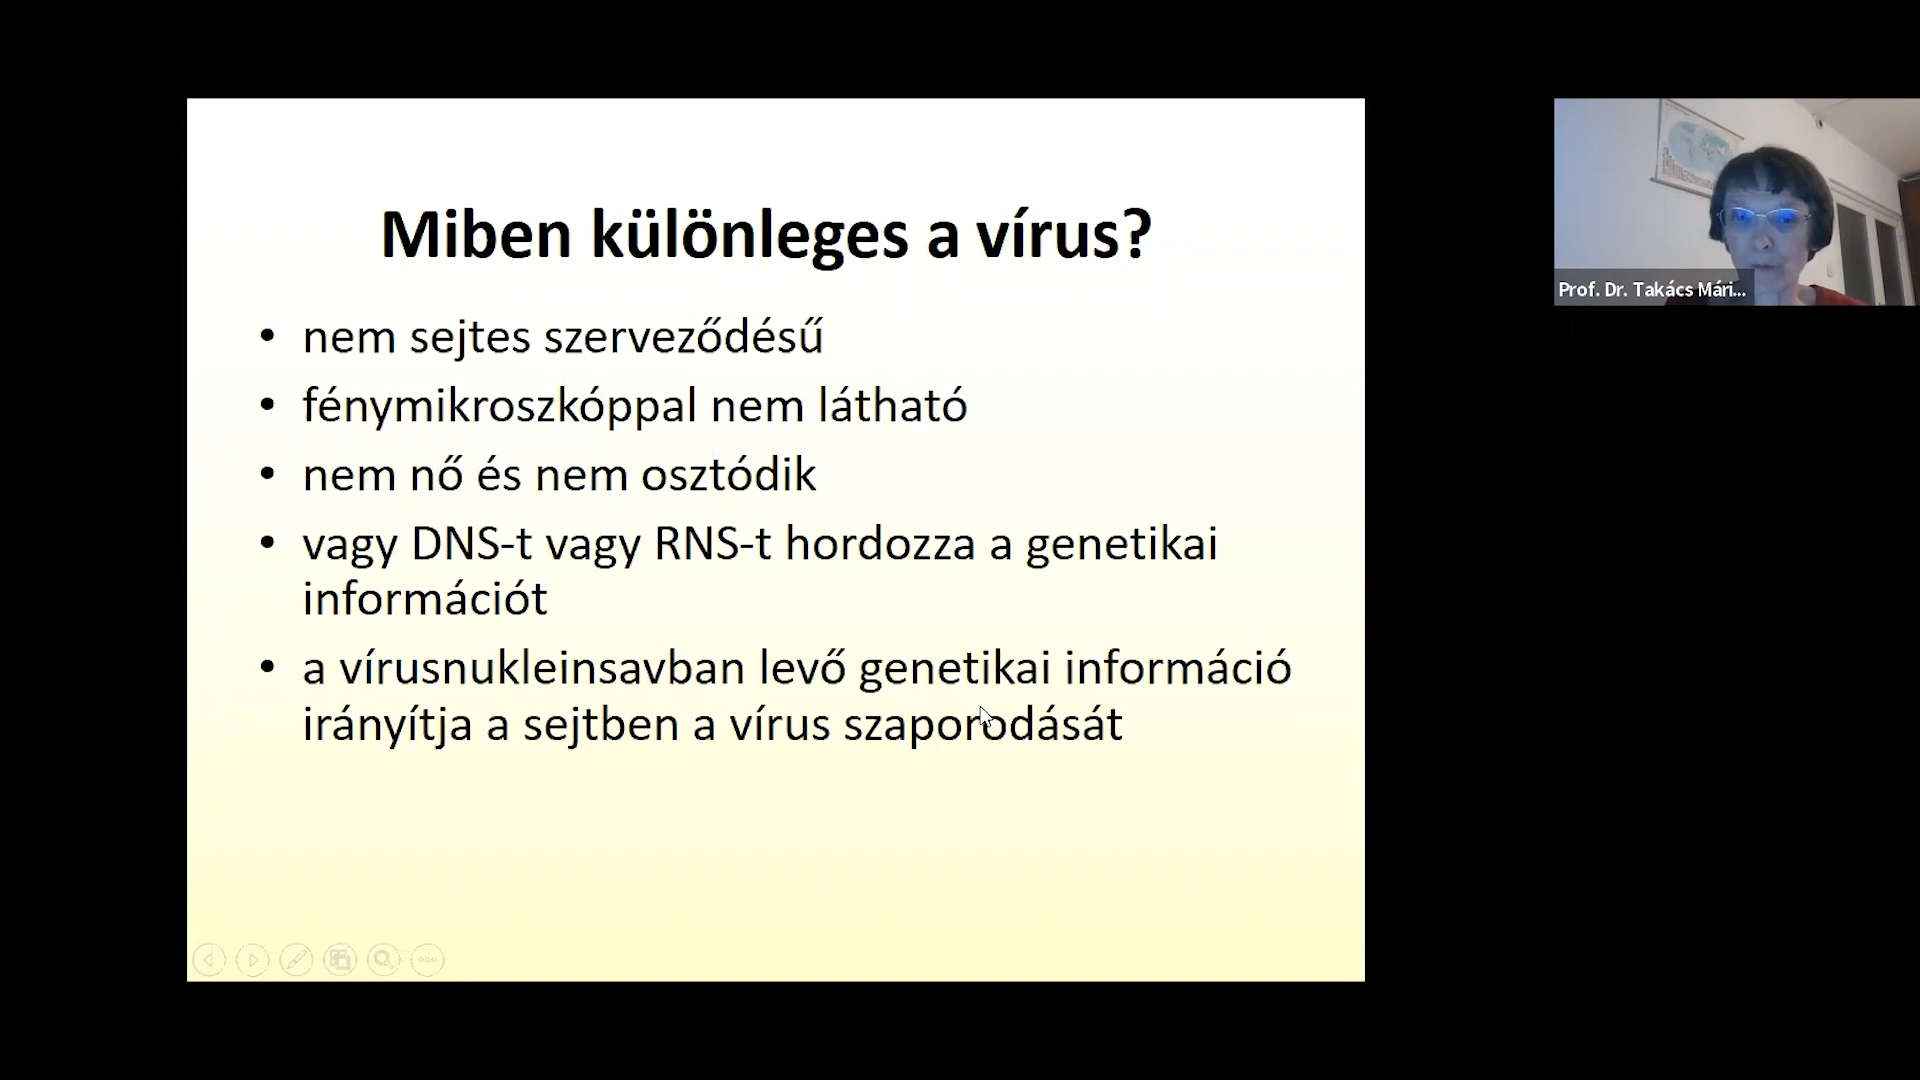 Miben különleges a vírus?
• nem sejtes szerveződésű
• fénymikroszkóppal nem látható
• nem nő és nem osztódik
• vagy DNS-t vagy RNS-t hordozza a genetikai
információt
• a vírusnukleinsavban levő genetikai információ
irányítja a sejtben a vírus szaporodását
Prof. Dr. Takács Mári...